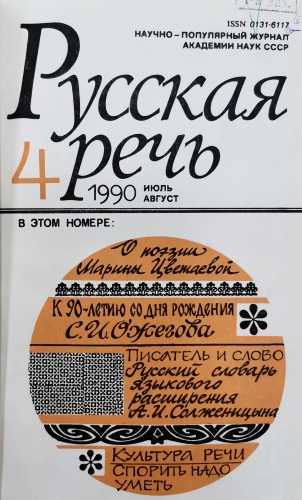 ISSN 0131-6117
НАУЧНО-ПОПУЛЯРНЫЙ ЖУРНАЛ
АКАДЕМИИ НАУК СССР
Русская
речь
4
1990 ИЮЛЬ
АВГУСТ
В ЭТОМ НОМЕРЕ:
О поэзии
Марины Цветаевой
К 90-летию СО ДНЯ РОЖДЕНИЯ
С.И. Ожегова
Писатель и слово
Русский словарь
языкового
расширения
А.И. Солженицына
Культура речи
Спорить надо
уметь